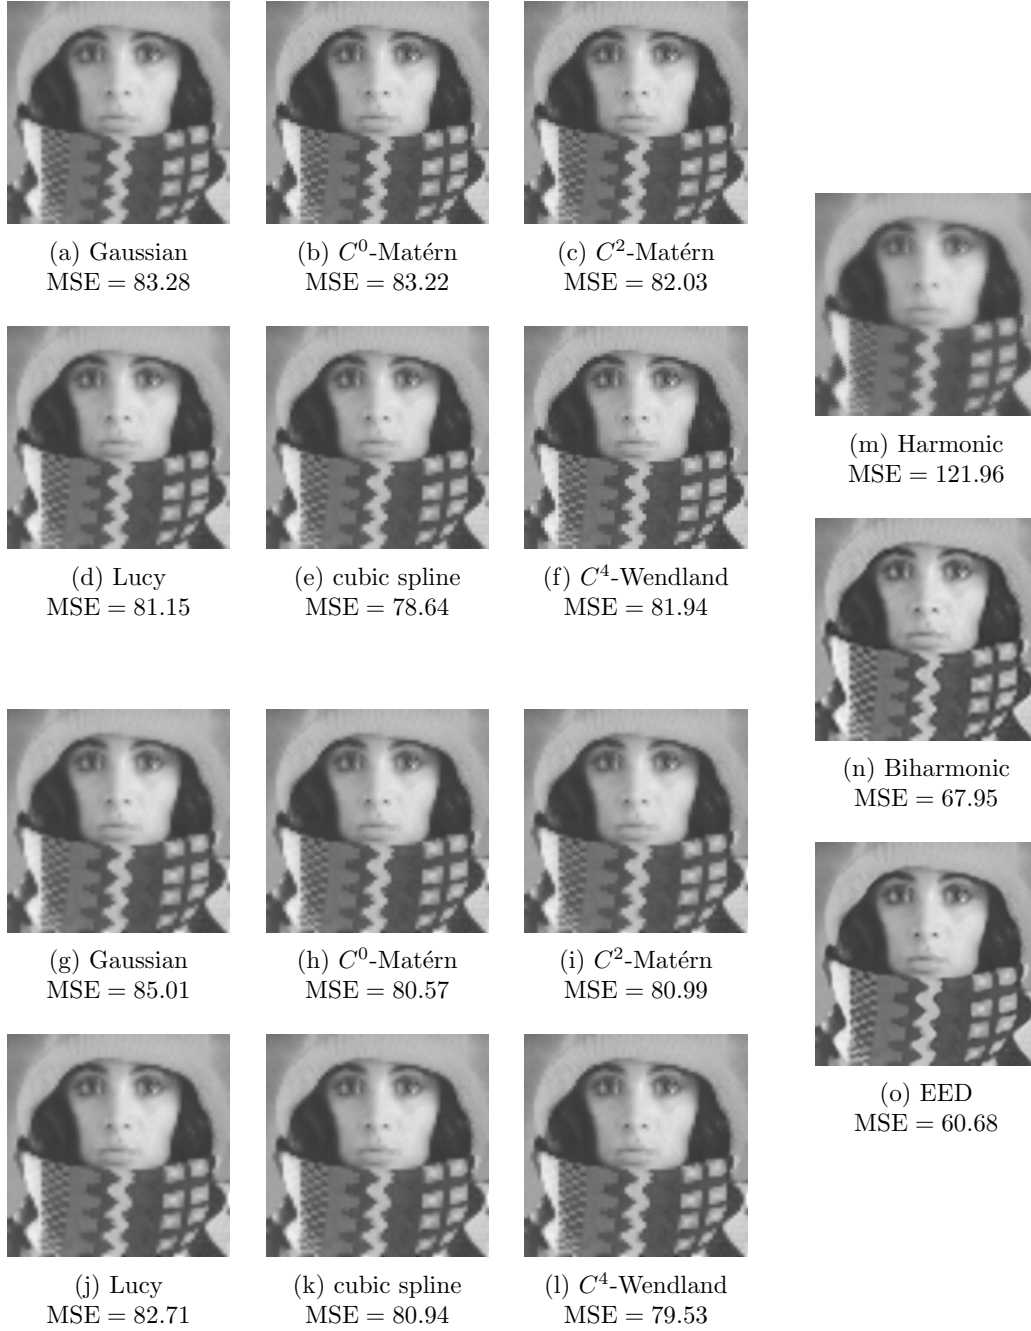 (a) Gaussian
MSE = 83.28
(b) C⁰-Matérn
MSE = 83.22
(c) C²-Matérn
MSE = 82.03
(d) Lucy
MSE = 81.15
(e) cubic spline
MSE = 78.64
(f) C⁴-Wendland
MSE = 81.94
(g) Gaussian
MSE = 85.01
(h) C⁰-Matérn
MSE = 80.57
(i) C²-Matérn
MSE = 80.99
(j) Lucy
MSE = 82.71
(k) cubic spline
MSE = 80.94
(l) C⁴-Wendland
MSE = 79.53
(m) Harmonic
MSE = 121.96
(n) Biharmonic
MSE = 67.95
(o) EED
MSE = 60.68